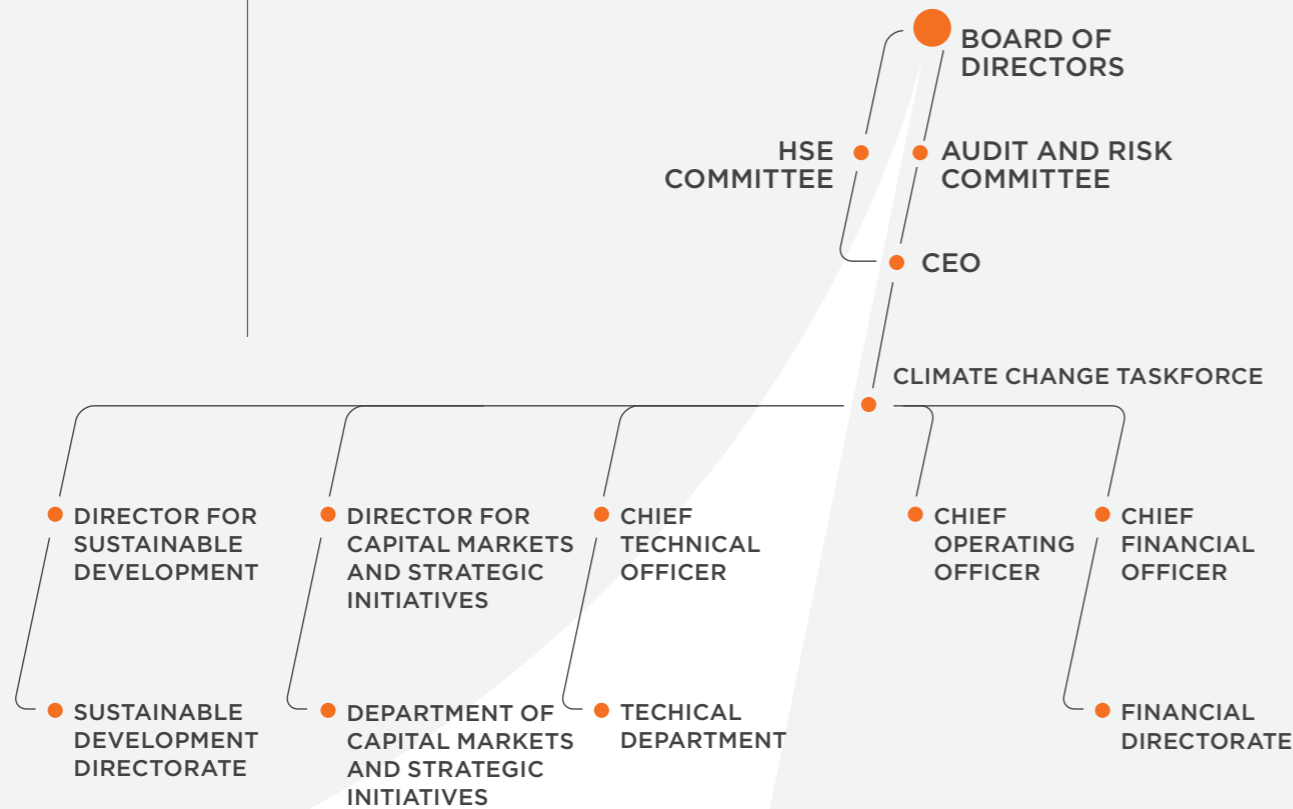 BOARD OF
DIRECTORS
HSE
COMMITTEE
AUDIT AND RISK
COMMITTEE
CEO
CLIMATE CHANGE TASKFORCE
DIRECTOR FOR
SUSTAINABLE
DEVELOPMENT
DIRECTOR FOR
CAPITAL MARKETS
AND STRATEGIC
INITIATIVES
CHIEF
TECHNICAL
OFFICER
CHIEF
OPERATING
OFFICER
CHIEF
FINANCIAL
OFFICER
SUSTAINABLE
DEVELOPMENT
DIRECTORATE
DEPARTMENT OF
CAPITAL MARKETS
AND STRATEGIC
INITIATIVES
TECHICAL
DEPARTMENT
FINANCIAL
DIRECTORATE